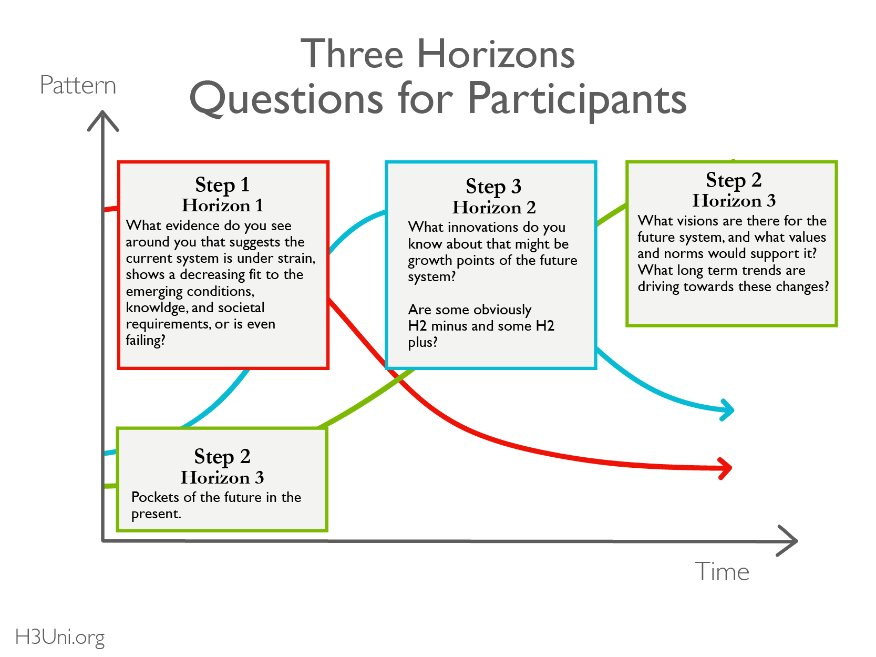 Three Horizons
Questions for Participants
Pattern
Step 1
Horizon 1
What evidence do you see
around you that suggests the
current system is under strain,
shows a decreasing fit to the
emerging conditions,
knowldge, and societal
requirements, or is even
failing?
Step 3
Horizon 2
What innovations do you
know about that might be
growth points of the future
system?
Are some obviously
H2 minus and some H2
plus?
Step 2
Horizon 3
What visions are there for the
future system, and what values
and norms would support it?
What long term trends are
driving towards these changes?
Step 2
Horizon 3
Pockets of the future in the
present.
Time
H3Uni.org